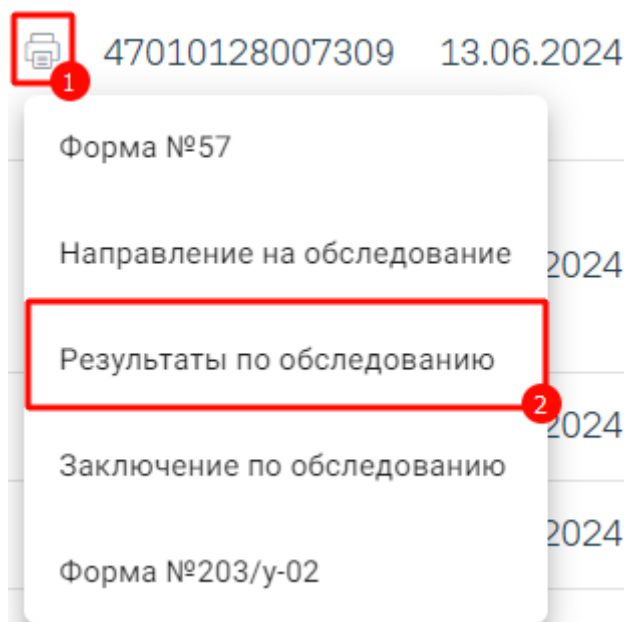 47010128007309 13.06.2024
1
Форма №57
Направление на обследование
2024
Результаты по обследованию
2
2024
Заключение по обследованию
2024
Форма №203/у-02